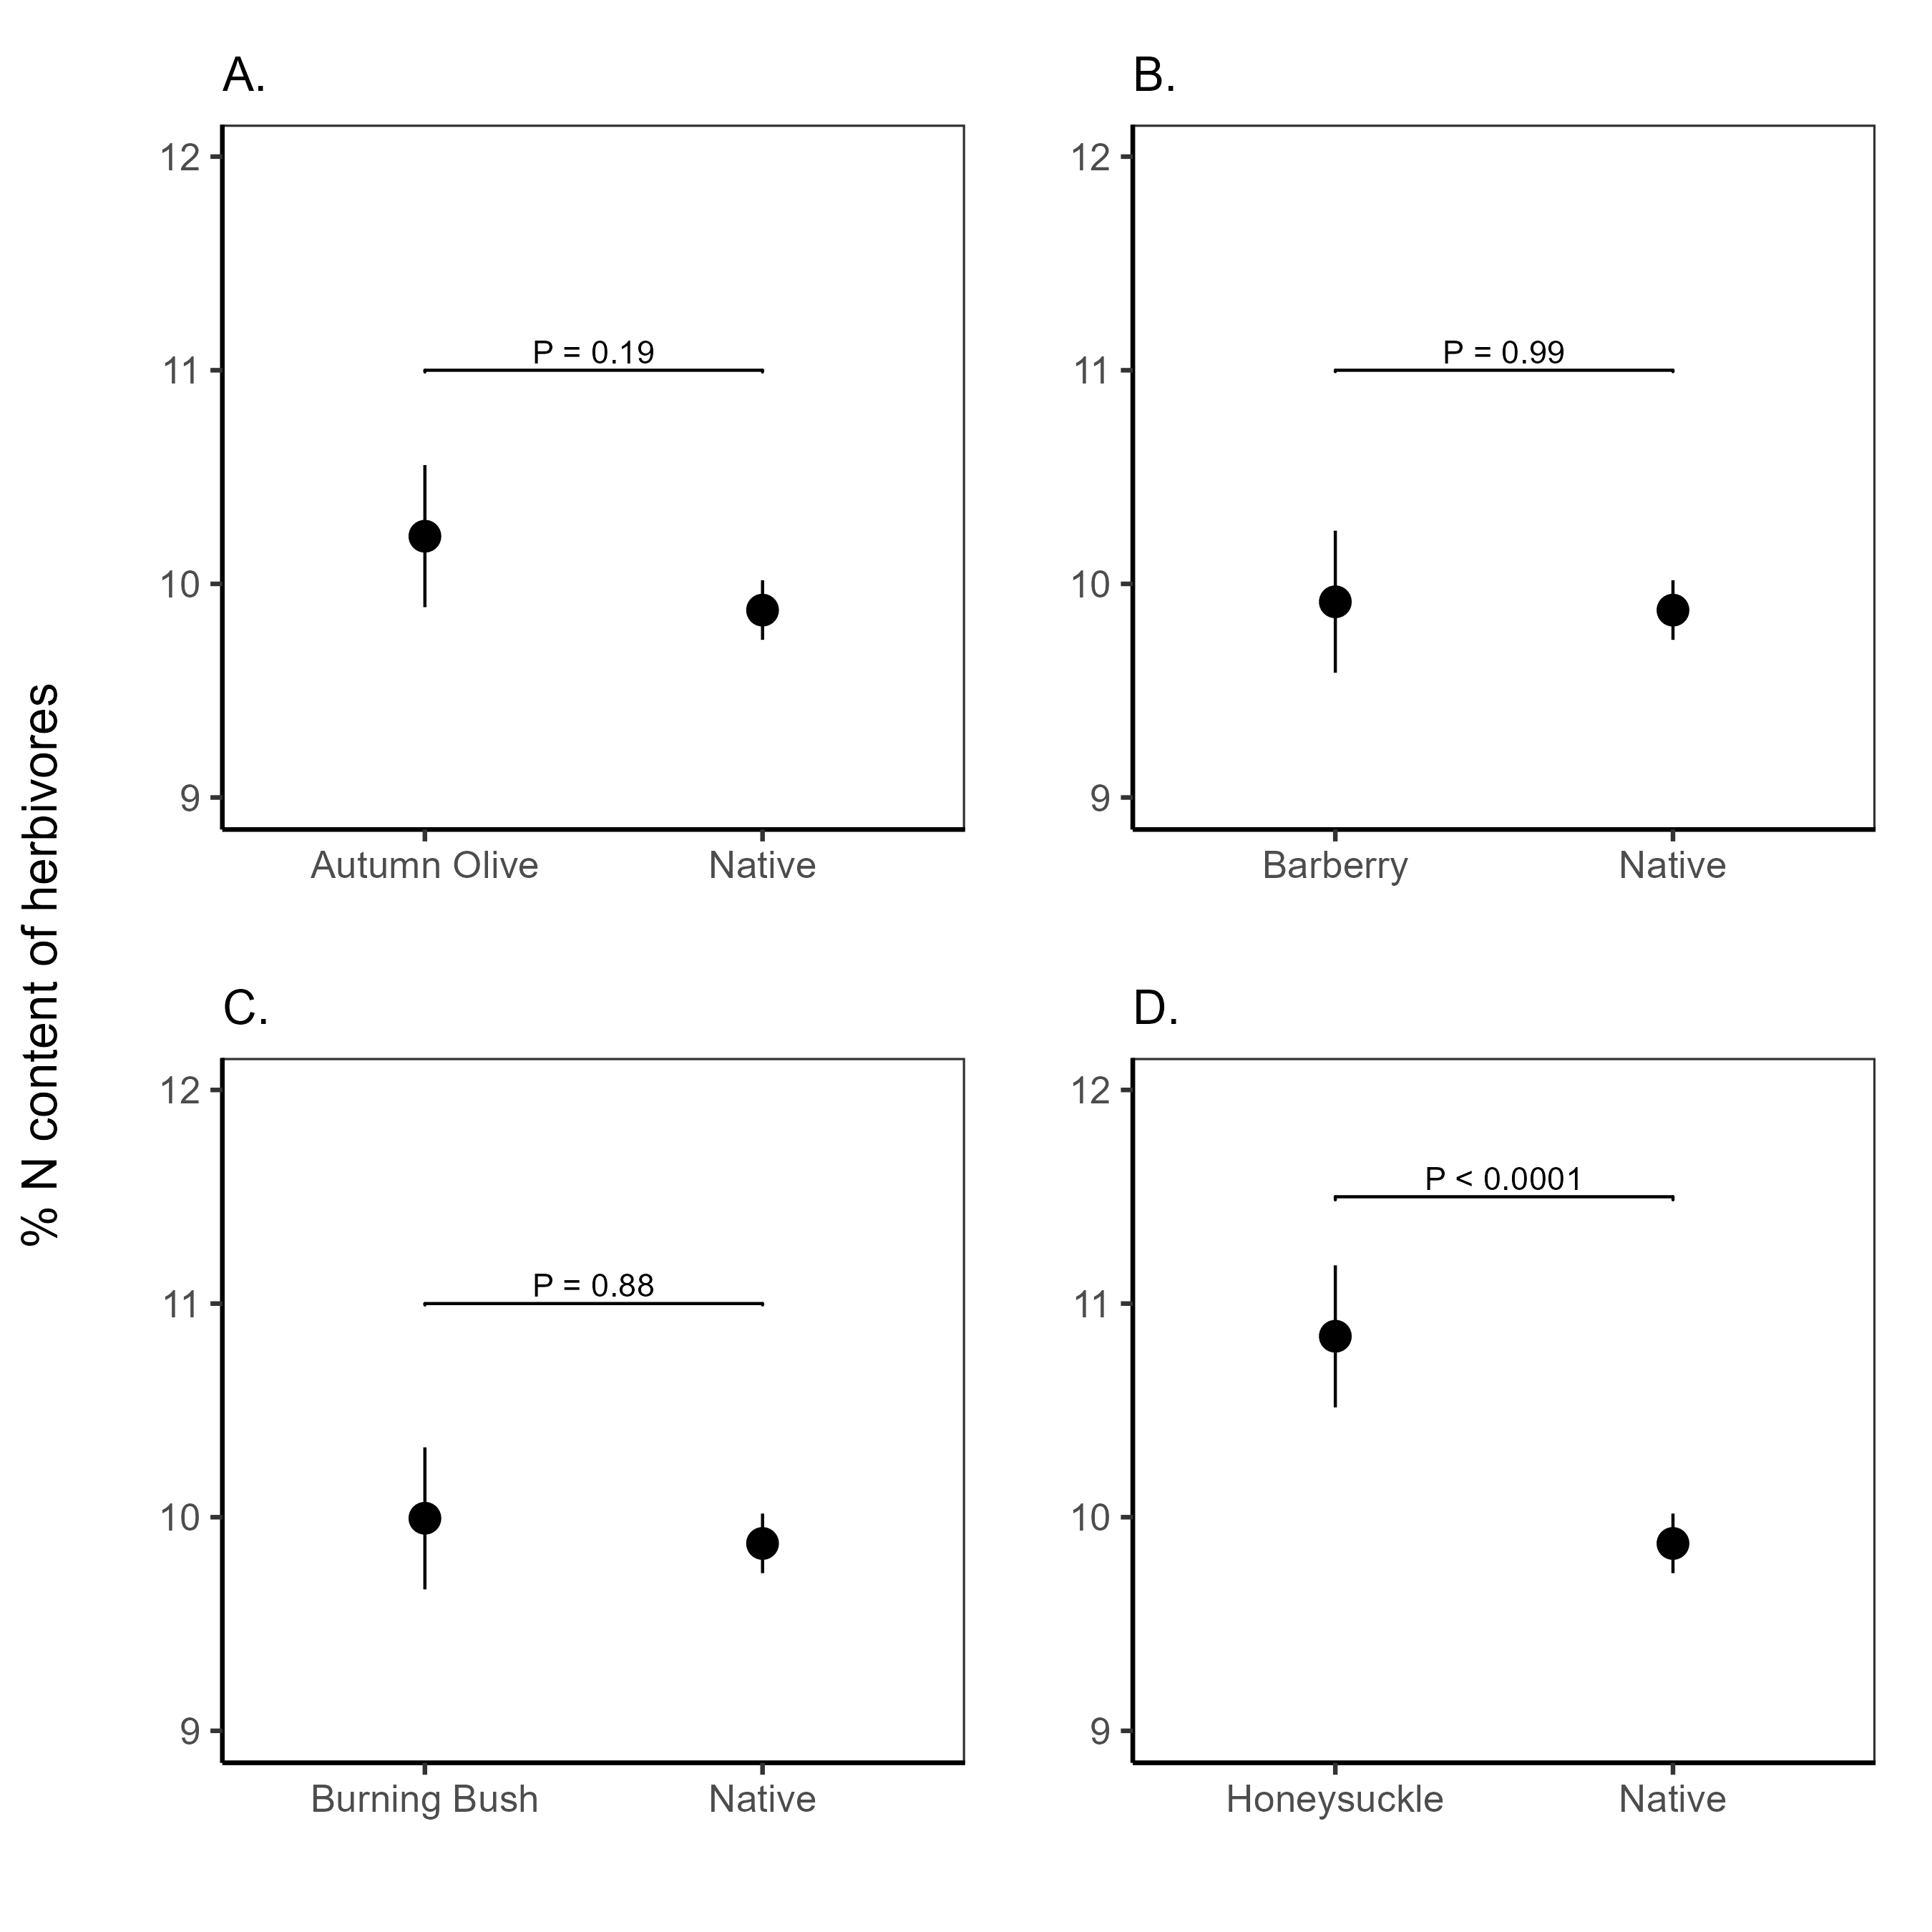 % N content of herbivores
A.
12
11
10
9
P = 0.19
Autumn Olive Native
B.
12
11
10
9
P = 0.99
Barberry Native
C.
12
11
10
9
P = 0.88
Burning Bush Native
D.
12
11
10
9
P < 0.0001
Honeysuckle Native